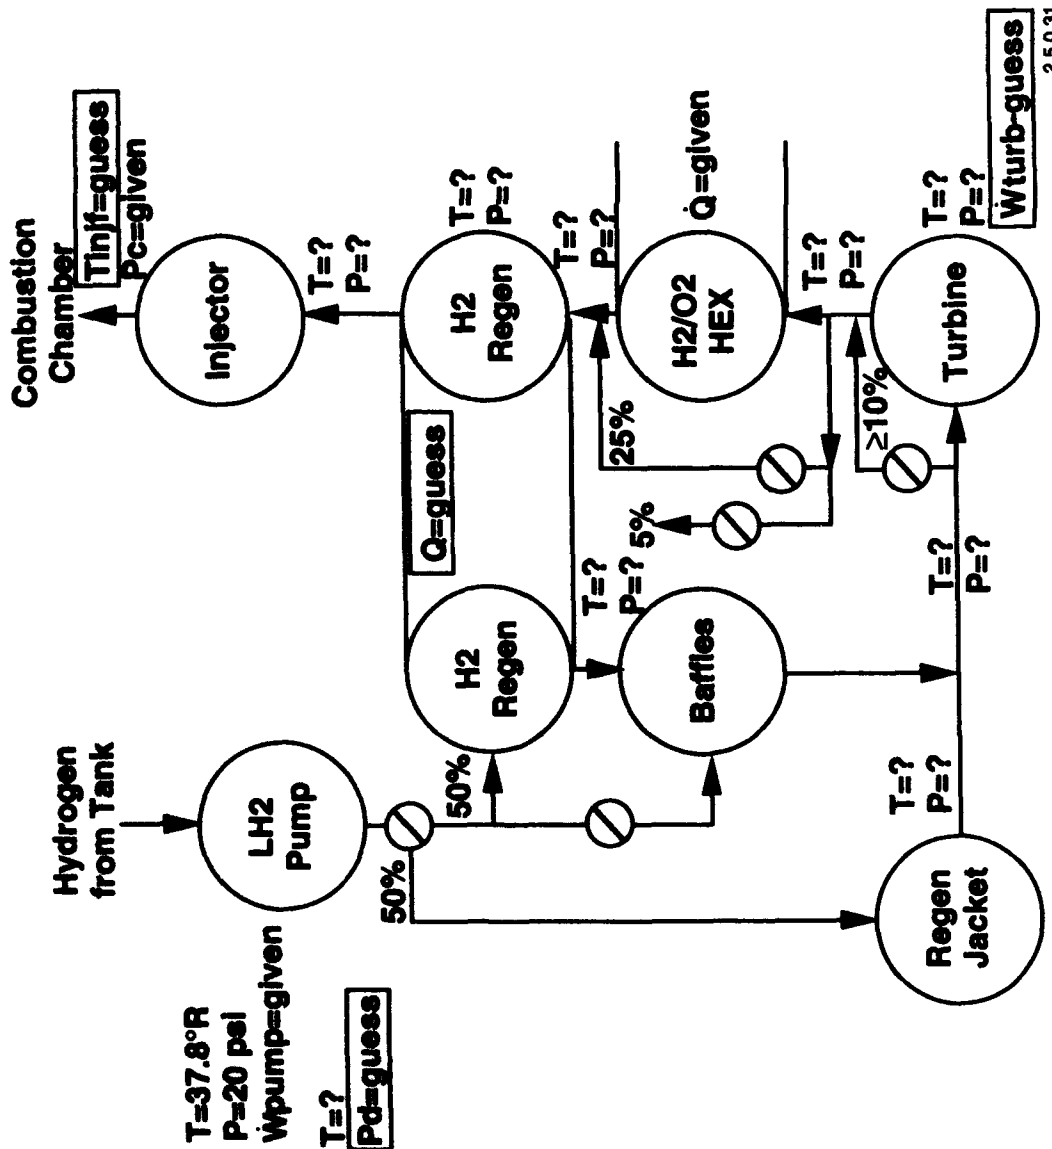 Hydrogen
from Tank
Combustion
Chamber
T=37.8°R
P=20 psi
Ẇpump=given
T=?
Pd=guess
LH2
Pump
Tinjf=guess
Pc=given
Injector
T=?
P=?
50%
50%
H2
Regen
Q=guess
H2
Regen
T=?
P=?
T=?
P=?
T=?
P=?
Baffles
5%
25%
H2/O2
HEX
Q̇=given
T=?
P=?
≥10%
T=?
P=?
T=?
P=?
Regen
Jacket
Turbine
T=?
P=?
Ẇturb-guess